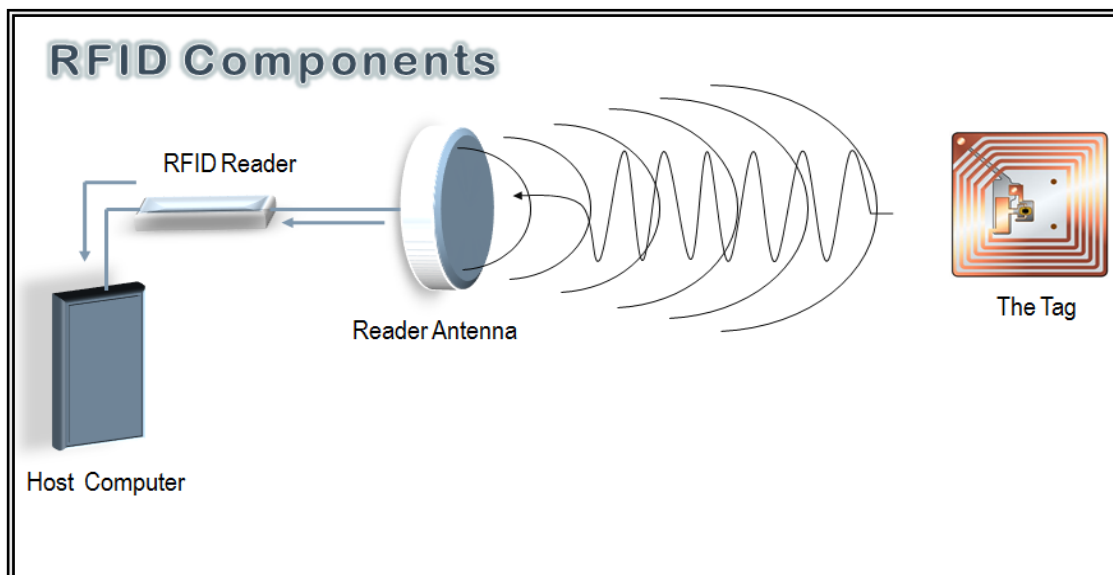 RFID Components
RFID Reader
Reader Antenna
The Tag
Host Computer